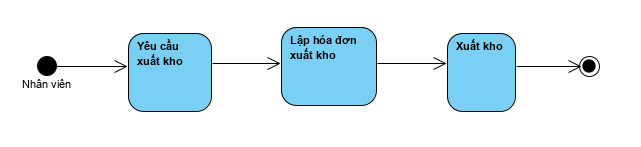 Yêu cầu
xuất kho
Lập hóa đơn
xuất kho
Xuất kho
Nhân viên